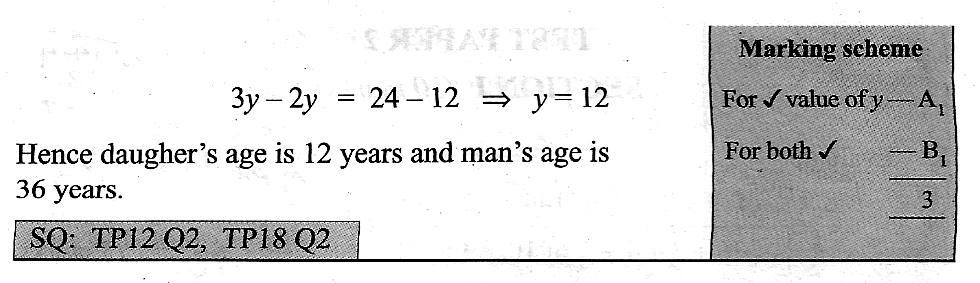 3y – 2y = 24 – 12 ⇒ y = 12
Hence daugher's age is 12 years and man's age is
36 years.
SQ: TP12 Q2, TP18 Q2
Marking scheme
For ✓ value of y — A₁
For both ✓ — B₁
3